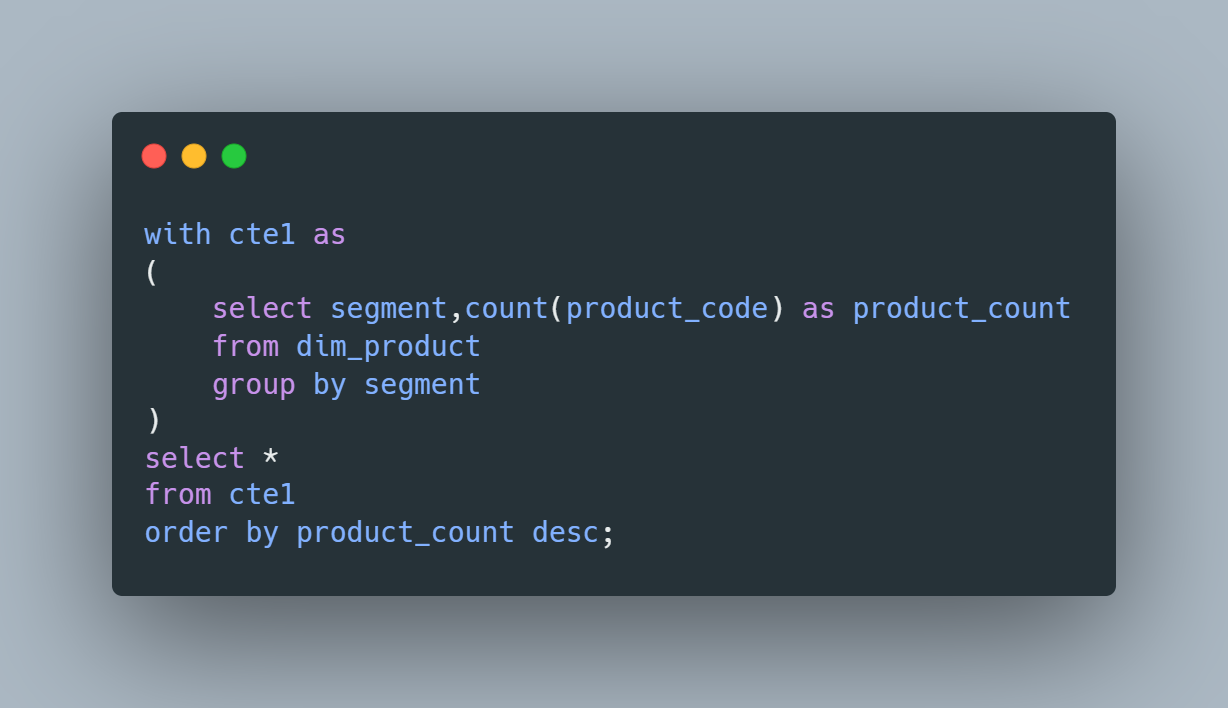 with cte1 as
(
    select segment,count(product_code) as product_count
    from dim_product
    group by segment
)
select *
from cte1
order by product_count desc;